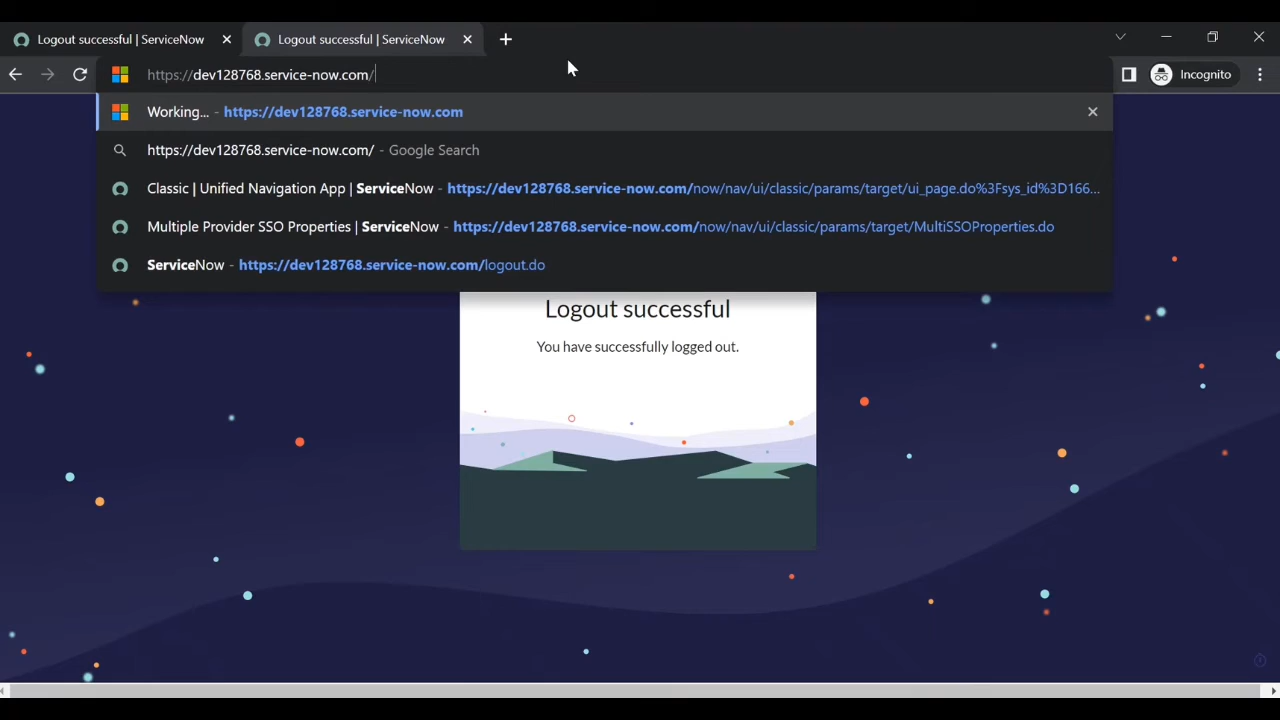 Logout successful | ServiceNow
Logout successful | ServiceNow
https://dev128768.service-now.com/
Incognito
Working... - https://dev128768.service-now.com
https://dev128768.service-now.com/ - Google Search
Classic | Unified Navigation App | ServiceNow - https://dev128768.service-now.com/now/nav/ui/classic/params/target/ui_page.do%3Fsys_id%3D166...
Multiple Provider SSO Properties | ServiceNow - https://dev128768.service-now.com/now/nav/ui/classic/params/target/MultiSSOProperties.do
ServiceNow - https://dev128768.service-now.com/logout.do
Logout successful
You have successfully logged out.